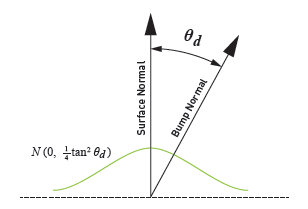 θd
Surface Normal
Bump Normal
N(0, ¼tan² θd)